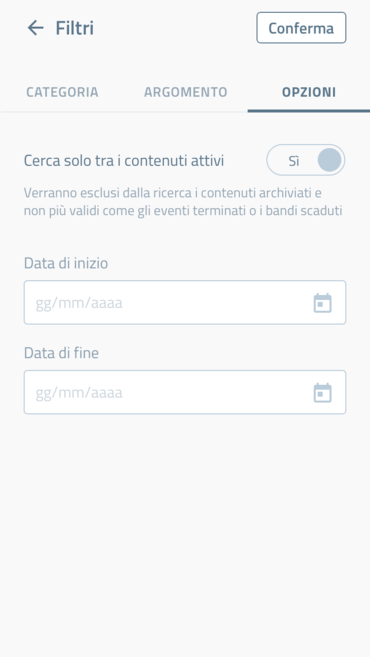 Filtri
Conferma
CATEGORIA
ARGOMENTO
OPZIONI
Cerca solo tra i contenuti attivi
Sì
Verranno esclusi dalla ricerca i contenuti archiviati e
non più validi come gli eventi terminati o i bandi scaduti
Data di inizio
gg/mm/aaaa
Data di fine
gg/mm/aaaa